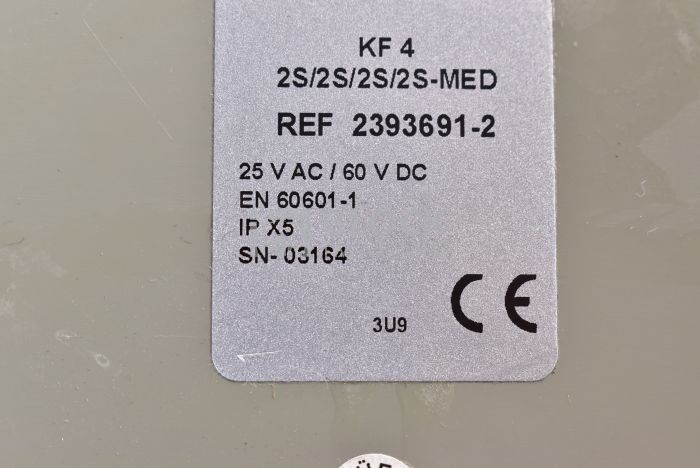 KF 4
2S/2S/2S/2S-MED
REF 2393691-2
25 V AC / 60 V DC
EN 60601-1
IP X5
SN- 03164
CE
3U9